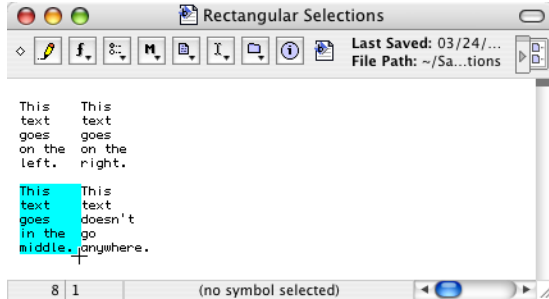 Rectangular Selections
Last Saved: 03/24/...
File Path: ~/Sa...tions
This    This
text    text
goes    goes
on the  on the
left.   right.
This    This
text    text
goes    doesn't
in the  go
middle. anywhere.
8 1 (no symbol selected)